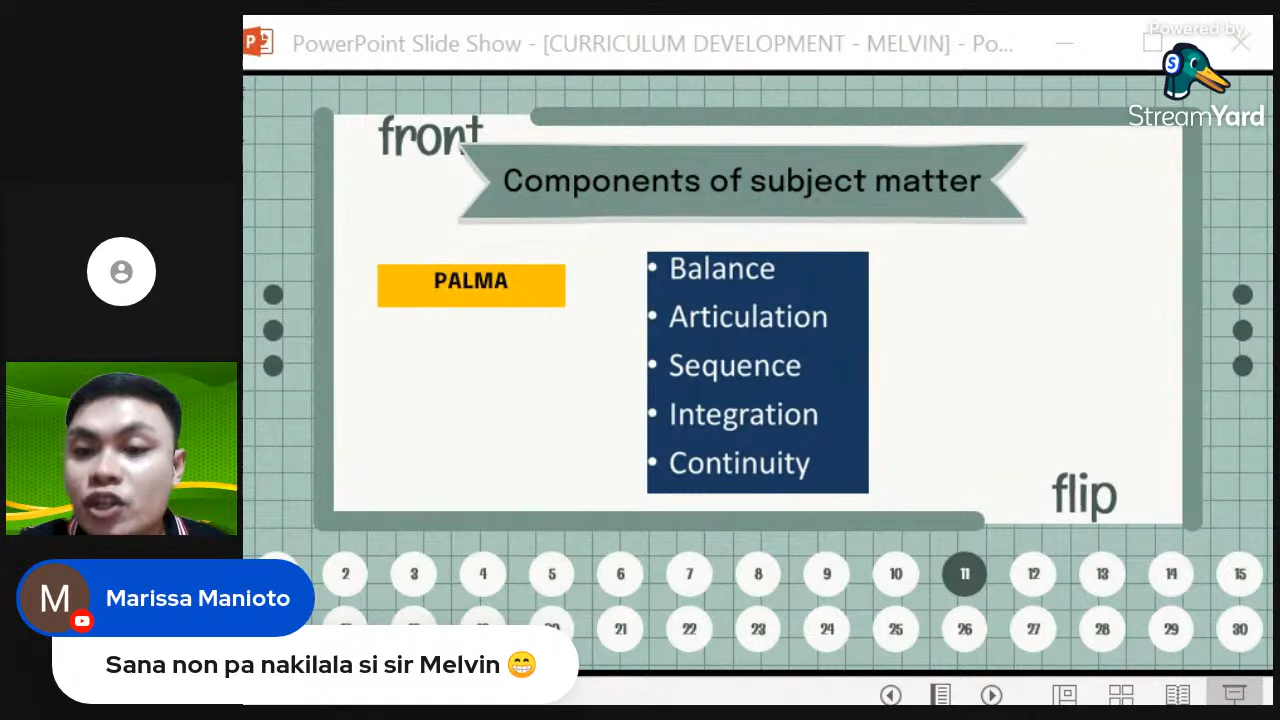 PowerPoint Slide Show - [CURRICULUM DEVELOPMENT - MELVIN] - Po...
Powered by
StreamYard
front
Components of subject matter
PALMA
• Balance
• Articulation
• Sequence
• Integration
• Continuity
flip
2 3 4 5 6 7 8 9 10 11 12 13 14 15
21 22 23 24 25 26 27 28 29 30
M
Marissa Manioto
Sana non pa nakilala si sir Melvin 😁